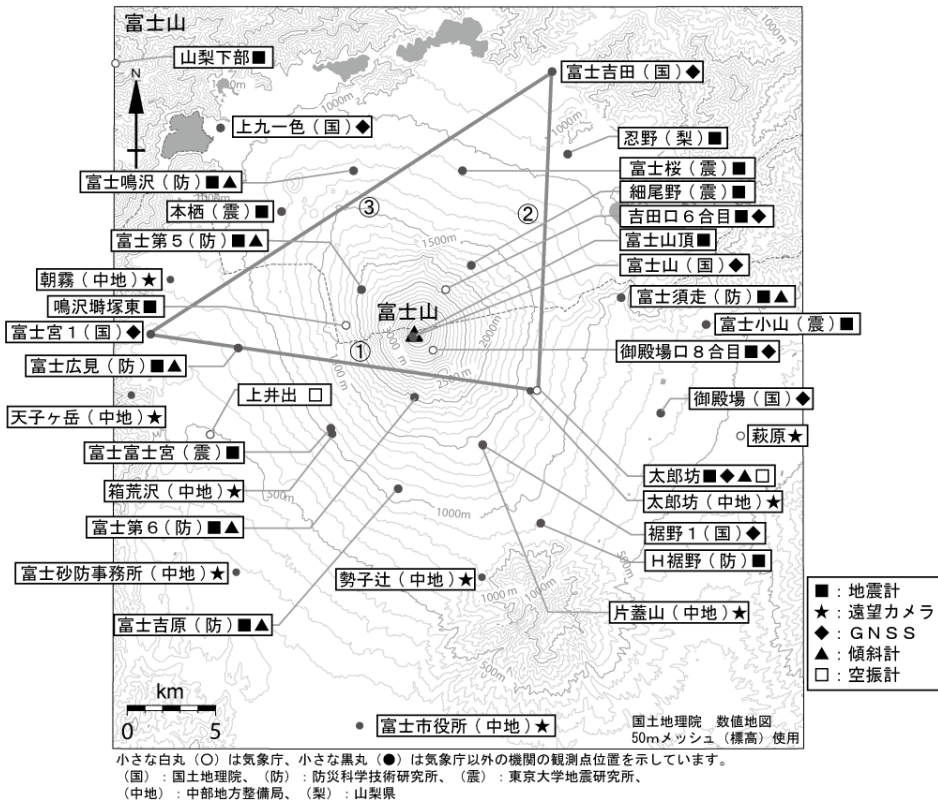 富士山
山梨下部■
N
富士吉田（国）◆
1000m
1000m
1000m
上九一色（国）◆
1000m
忍野（梨）■
富士鳴沢（防）■▲
富士桜（震）■
細尾野（震）■
③
②
本栖（震）■
吉田口６合目■◆
富士第５（防）■▲
1500m
富士山頂■
富士山（国）◆
朝霧（中地）★
富士山
富士須走（防）■▲
鳴沢塒塚東■
2000m
富士宮１（国）◆
3000m
富士小山（震）■
①
御殿場口８合目■◆
富士広見（防）■▲
2500m
上井出 □
御殿場（国）◆
天子ヶ岳（中地）★
萩原★
富士富士宮（震）■
太郎坊■◆▲□
箱荒沢（中地）★
500m
太郎坊（中地）★
1000m
富士第６（防）■▲
裾野１（国）◆
500m
Ｈ裾野（防）■
富士砂防事務所（中地）★
勢子辻（中地）★
1000m
1000m
片蓋山（中地）★
富士吉原（防）■▲
500m
■：地震計
★：遠望カメラ
◆：ＧＮＳＳ
▲：傾斜計
□：空振計
km
0 5
富士市役所（中地）★
国土地理院　数値地図
50mメッシュ（標高）使用
小さな白丸（○）は気象庁、小さな黒丸（●）は気象庁以外の機関の観測点位置を示しています。
（国）：国土地理院、（防）：防災科学技術研究所、（震）：東京大学地震研究所、
（中地）：中部地方整備局、（梨）：山梨県